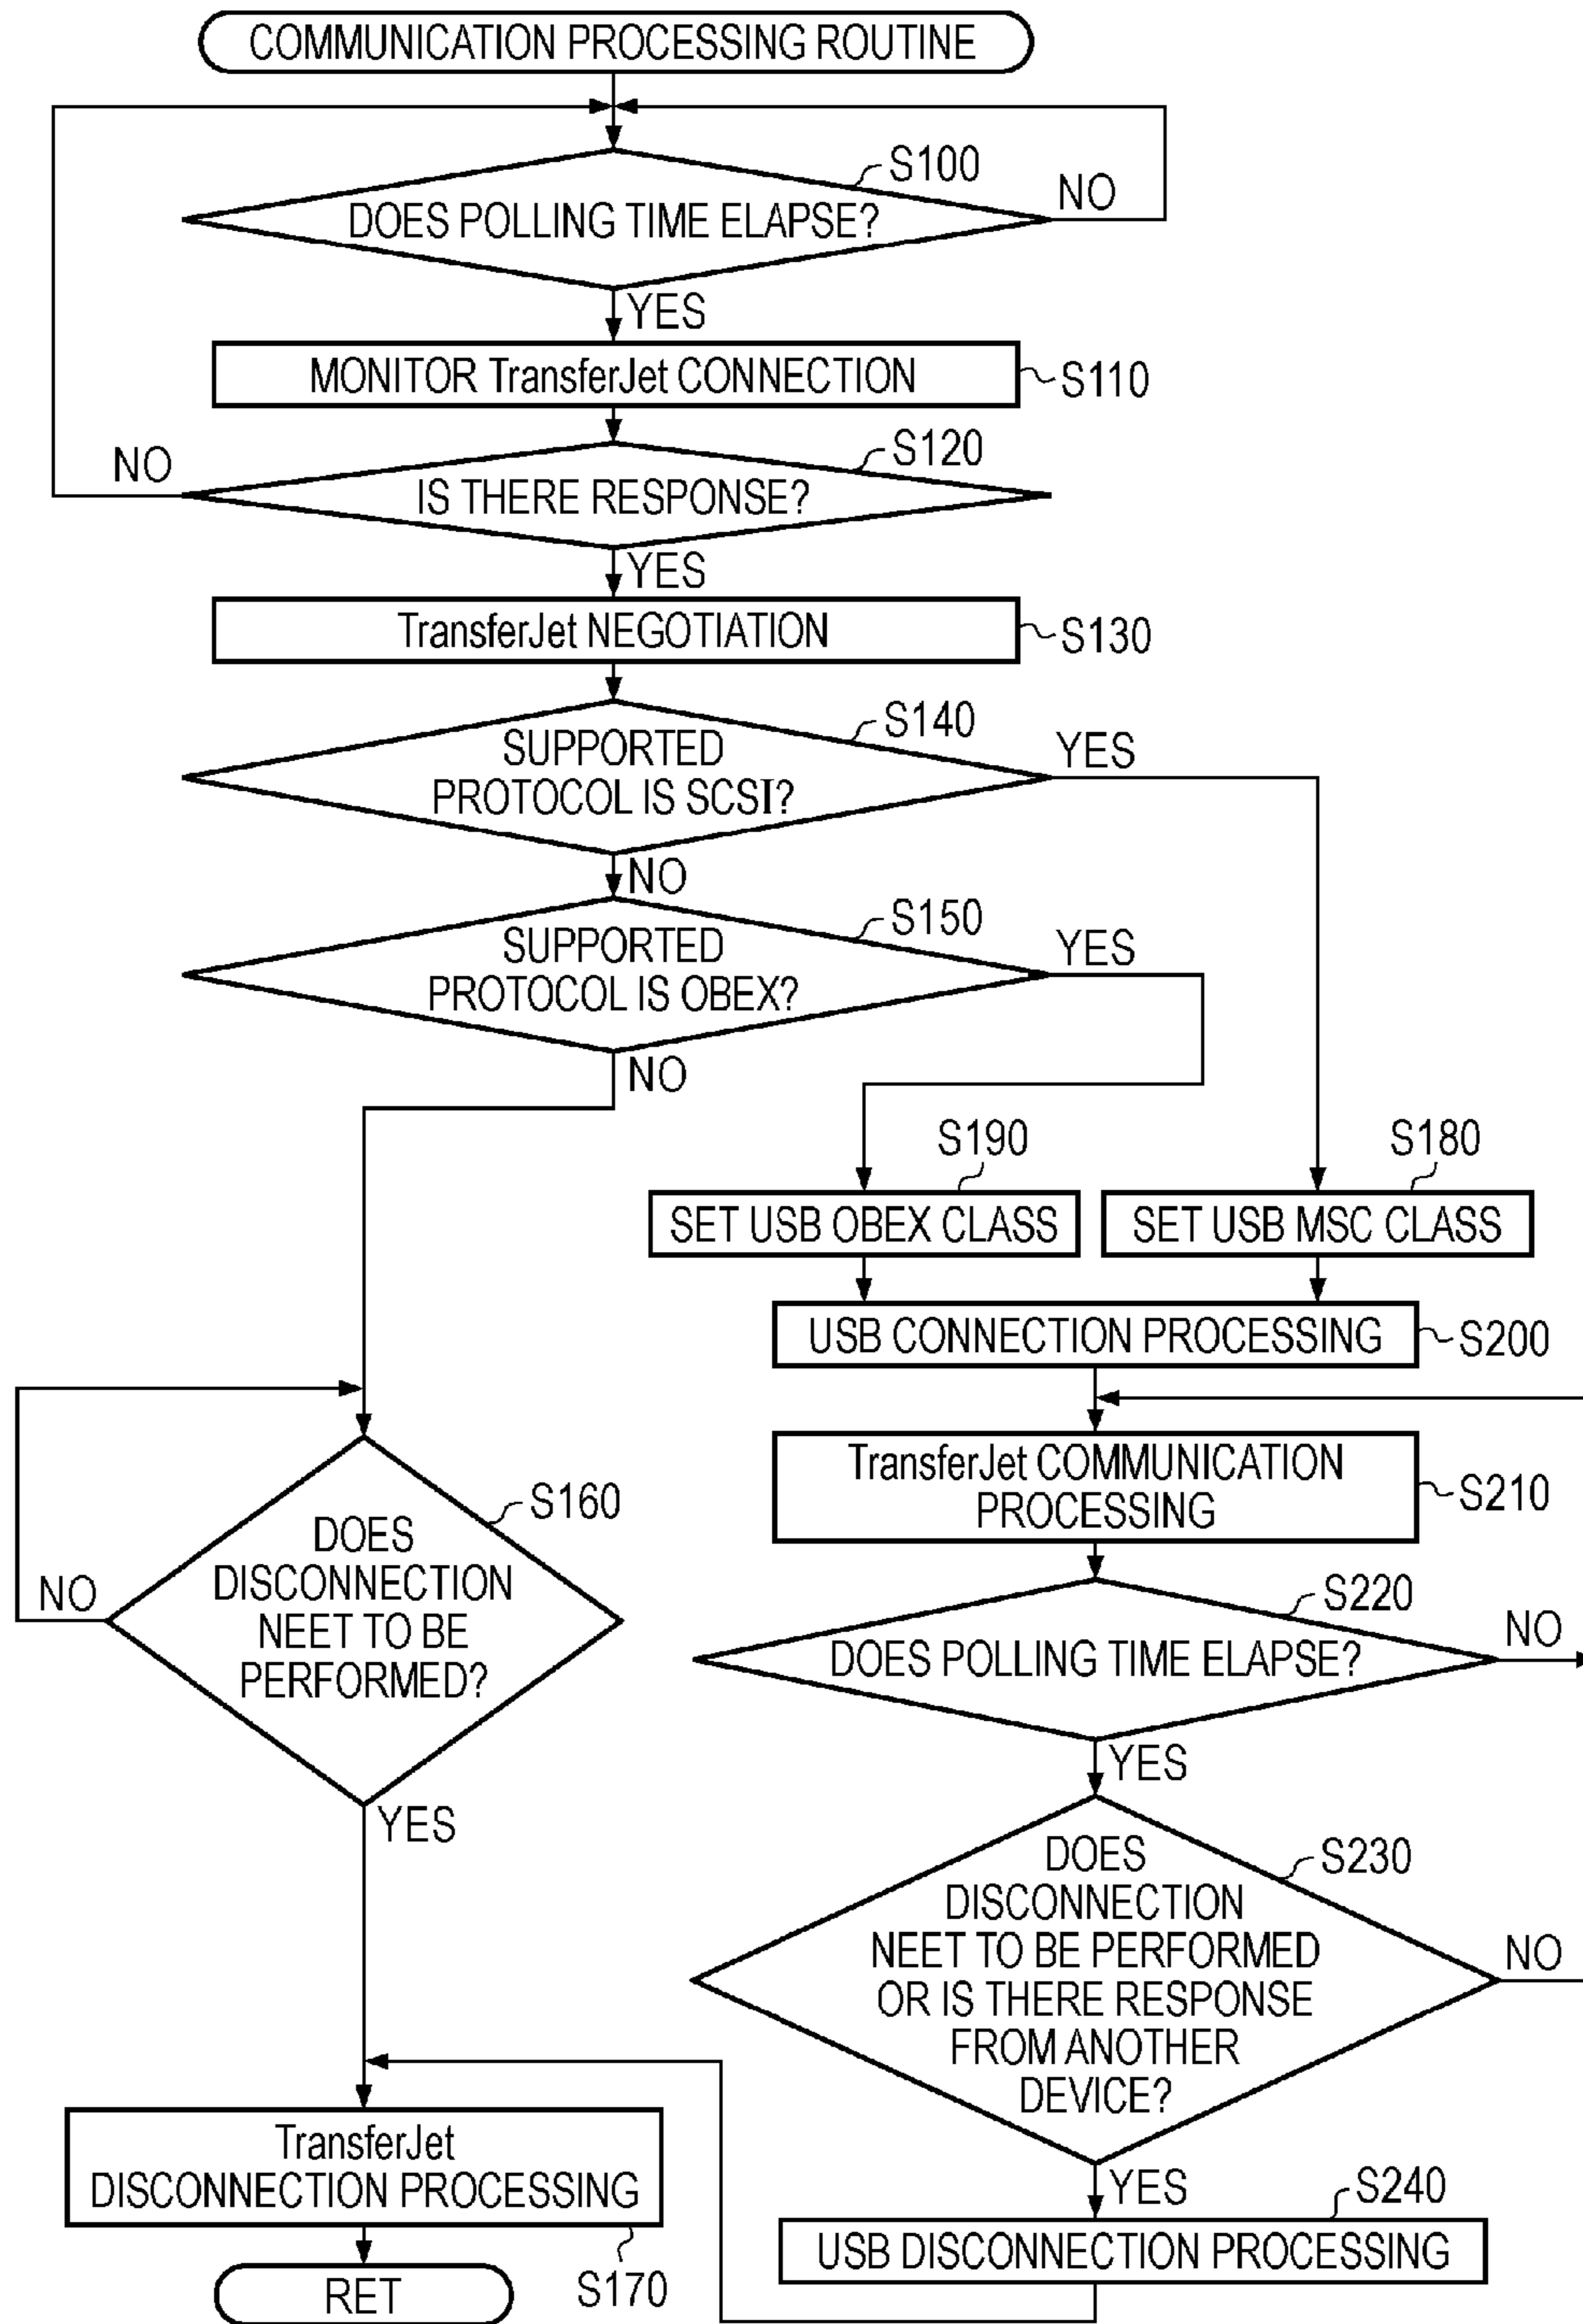 COMMUNICATION PROCESSING ROUTINE
S100
DOES POLLING TIME ELAPSE?
NO
YES
MONITOR TransferJet CONNECTION
S110
S120
NO
IS THERE RESPONSE?
YES
TransferJet NEGOTIATION
S130
S140
SUPPORTED
PROTOCOL IS SCSI?
YES
NO
S150
SUPPORTED
PROTOCOL IS OBEX?
YES
NO
S190
S180
SET USB OBEX CLASS
SET USB MSC CLASS
USB CONNECTION PROCESSING
S200
TransferJet COMMUNICATION
PROCESSING
S210
S160
DOES
DISCONNECTION
NEET TO BE
PERFORMED?
NO
YES
S220
DOES POLLING TIME ELAPSE?
NO
YES
S230
DOES
DISCONNECTION
NEET TO BE PERFORMED
OR IS THERE RESPONSE
FROM ANOTHER
DEVICE?
NO
YES
S240
USB DISCONNECTION PROCESSING
TransferJet
DISCONNECTION PROCESSING
S170
RET